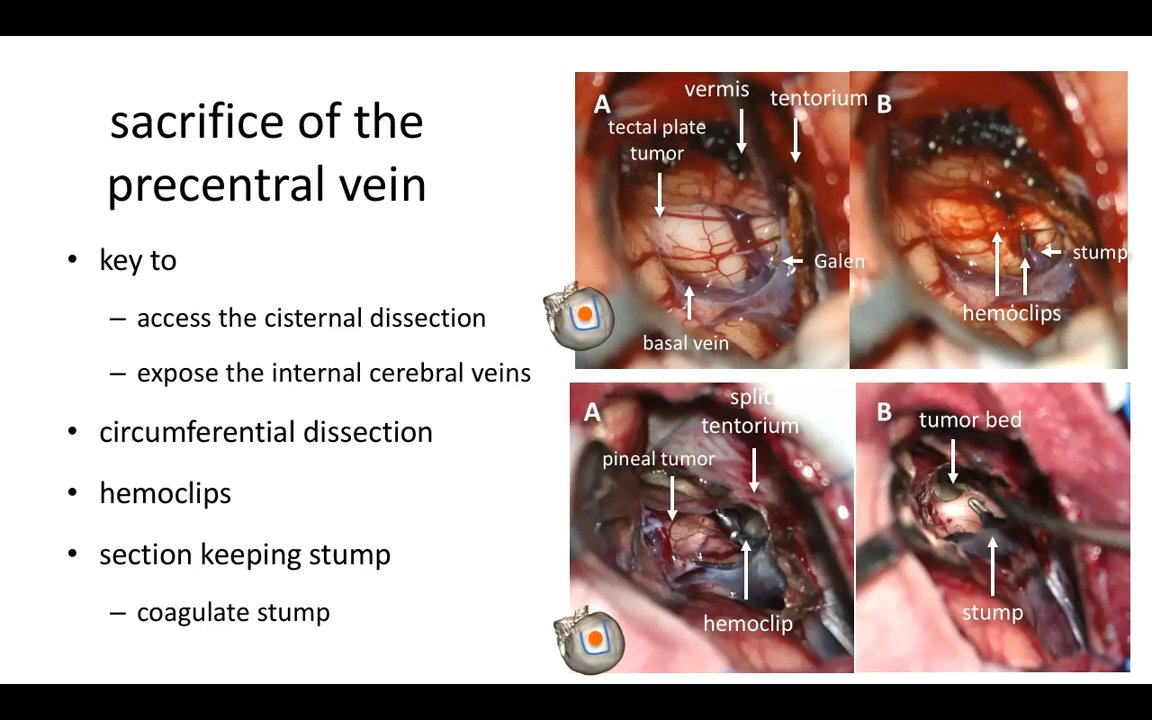 sacrifice of the
precentral vein
• key to
– access the cisternal dissection
– expose the internal cerebral veins
• circumferential dissection
• hemoclips
• section keeping stump
– coagulate stump
A
vermis
tentorium
tectal plate
tumor
Galen
basal vein
B
stump
hemoclips
A
split
tentorium
pineal tumor
hemoclip
B
tumor bed
stump